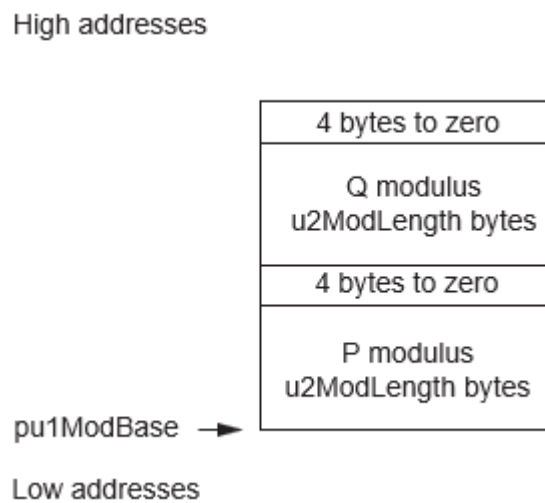 High addresses
4 bytes to zero
Q modulus
u2ModLength bytes
4 bytes to zero
P modulus
u2ModLength bytes
pu1ModBase
Low addresses